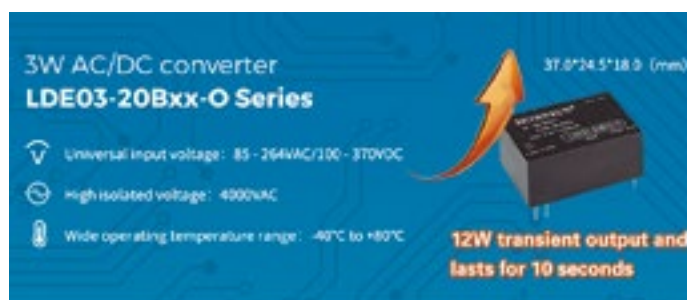 3W AC/DC converter
37.0*24.5*18.0 (mm)
LDE03-20Bxx-O Series
Universal input voltage: 85 - 264VAC/100 - 370VDC
High isolated voltage: 4000VAC
Wide operating temperature range: -40℃ to +80℃
12W transient output and
lasts for 10 seconds